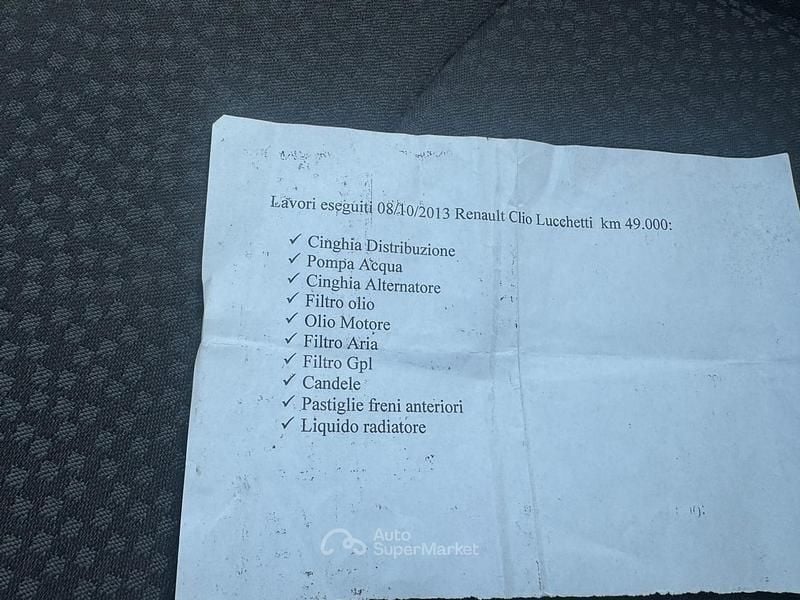 Lavori eseguiti 08/10/2013 Renault Clio Lucchetti km 49.000:
✓ Cinghia Distribuzione
✓ Pompa Acqua
✓ Cinghia Alternatore
✓ Filtro olio
✓ Olio Motore
✓ Filtro Aria
✓ Filtro Gpl
✓ Candele
✓ Pastiglie freni anteriori
✓ Liquido radiatore
Auto
SuperMarket